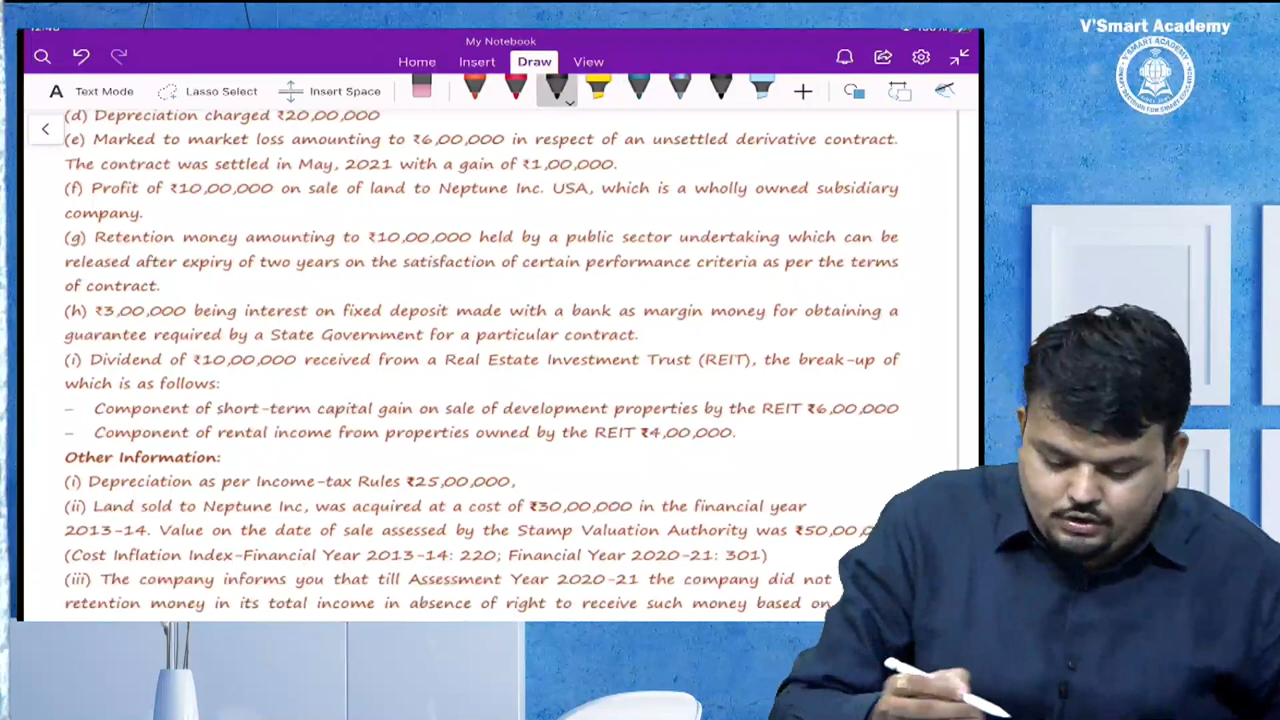 V'Smart Academy
My Notebook
Home Insert Draw View
A Text Mode Lasso Select Insert Space
(d) Depreciation charged ₹20,00,000
(e) Marked to market loss amounting to ₹6,00,000 in respect of an unsettled derivative contract.
The contract was settled in May, 2021 with a gain of ₹1,00,000.
(f) Profit of ₹10,00,000 on sale of land to Neptune Inc. USA, which is a wholly owned subsidiary
company.
(g) Retention money amounting to ₹10,00,000 held by a public sector undertaking which can be
released after expiry of two years on the satisfaction of certain performance criteria as per the terms
of contract.
(h) ₹3,00,000 being interest on fixed deposit made with a bank as margin money for obtaining a
guarantee required by a State Government for a particular contract.
(i) Dividend of ₹10,00,000 received from a Real Estate Investment Trust (REIT), the break-up of
which is as follows:
– Component of short-term capital gain on sale of development properties by the REIT ₹6,00,000
– Component of rental income from properties owned by the REIT ₹4,00,000.
Other Information:
(i) Depreciation as per Income-tax Rules ₹25,00,000,
(ii) Land sold to Neptune Inc, was acquired at a cost of ₹30,00,000 in the financial year
2013-14. Value on the date of sale assessed by the Stamp Valuation Authority was
(Cost Inflation Index-Financial Year 2013-14: 220; Financial Year 2020-21: 301)
(iii) The company informs you that till Assessment Year 2020-21 the company did not
retention money in its total income in absence of right to receive such money based on